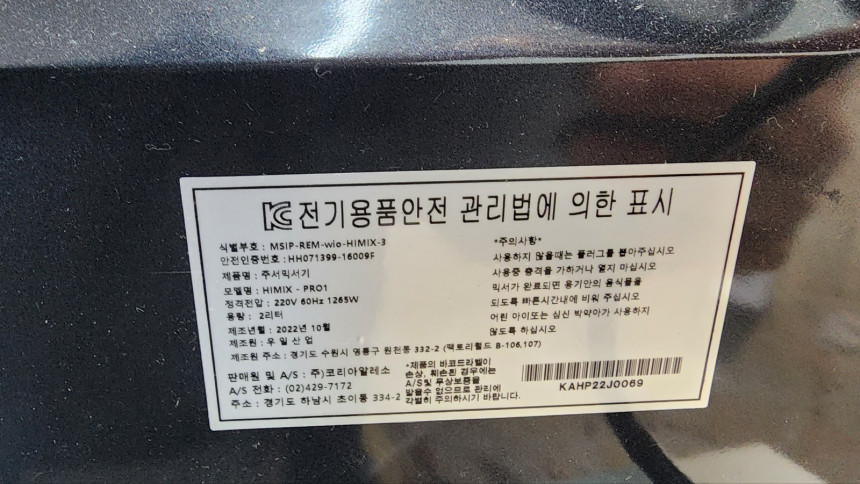 KC 전기용품안전 관리법에 의한 표시
식별부호 : MSIP-REM-wio-HIMIX-3
안전인증번호 : HH071399-16009F
제품명 : 주서믹서기
모델명 : HIMIX - PRO1
정격전압 : 220V 60Hz 1265W
용량 : 2리터
제조년월 : 2022년 10월
제조원 : 우일산업
제조원 주소 : 경기도 수원시 영통구 원천동 332-2 (팩토리월드 B-106,107)
판매원 및 A/S : (주)코리아알레소
A/S 전화 : (02)429-7172
주소 : 경기도 하남시 초이동 334-2
*주의사항*
사용하지 않을때는 플러그를 뽑아주십시오
사용중 충격을 가하거나 열지 마십시오
믹서가 완료되면 용기안의 음식물을
되도록 빠른시간내에 비워 주십시오
어린 아이또는 심신 박약아가 사용하지
않도록 하십시오
*제품의 바코드라벨이
손상, 훼손된 경우에는
A/S및 무상보증을
받을수 없으므로 관리에
각별히 주의하시기 바랍니다.
KAHP22J0069